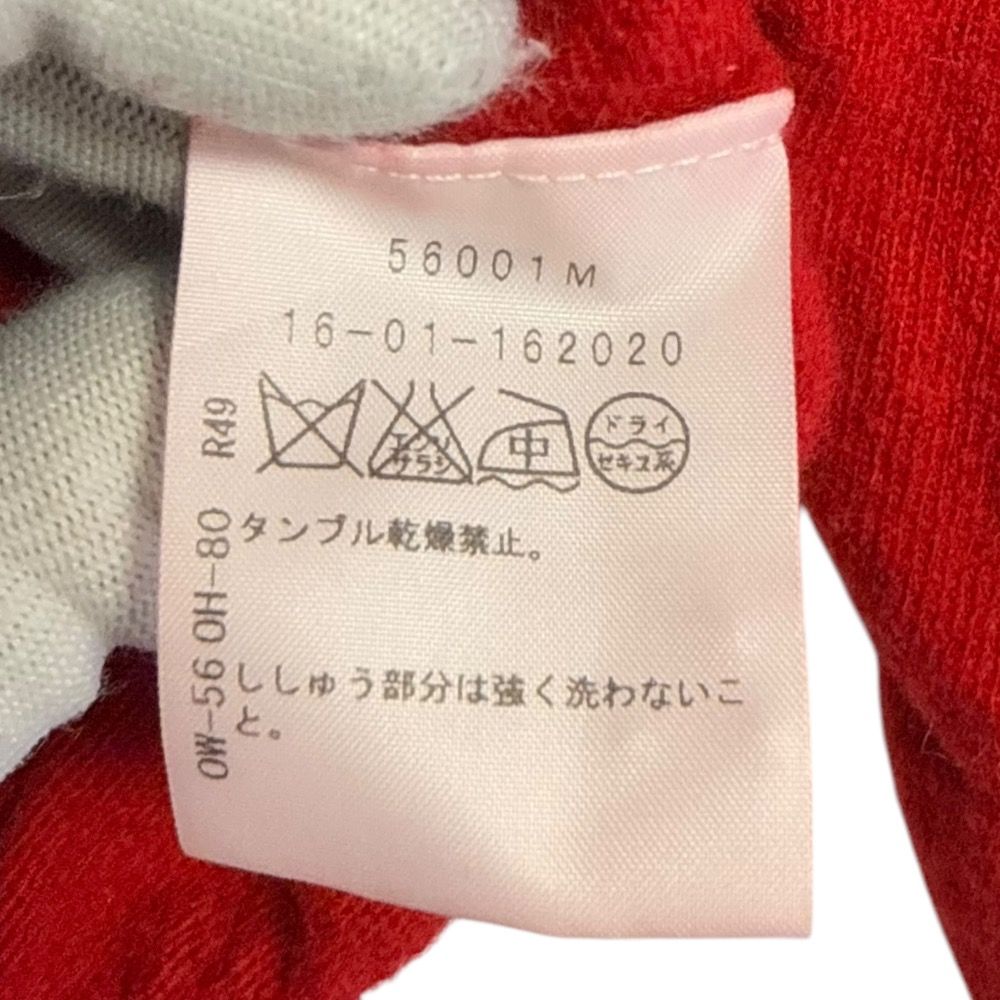 56001M
16-01-162020
エンソ
サラシ
中
ドライ
セキユ系
タンブル乾燥禁止。
ししゅう部分は強く洗わないこ
と。
OW-56 OH-80 R49